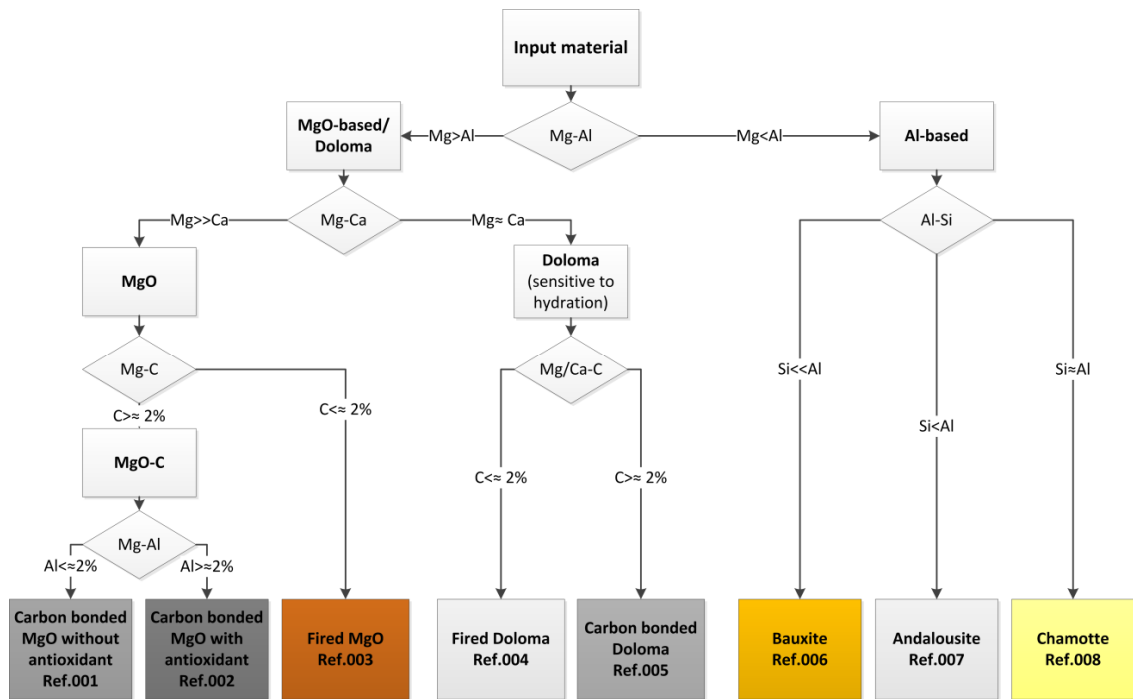 Input material
MgO-based/
Doloma
Mg>Al
Mg-Al
Mg<Al
Al-based
Mg>>Ca
Mg-Ca
Mg≈ Ca
Al-Si
MgO
Doloma
(sensitive to
hydration)
Mg-C
Mg/Ca-C
Si<<Al
Si≈Al
C>≈ 2%
C<≈ 2%
Si<Al
MgO-C
C<≈ 2%
C>≈ 2%
Mg-Al
Al<≈2%
Al>≈2%
Carbon bonded
MgO without
antioxidant
Ref.001
Carbon bonded
MgO with
antioxidant
Ref.002
Fired MgO
Ref.003
Fired Doloma
Ref.004
Carbon bonded
Doloma
Ref.005
Bauxite
Ref.006
Andalousite
Ref.007
Chamotte
Ref.008